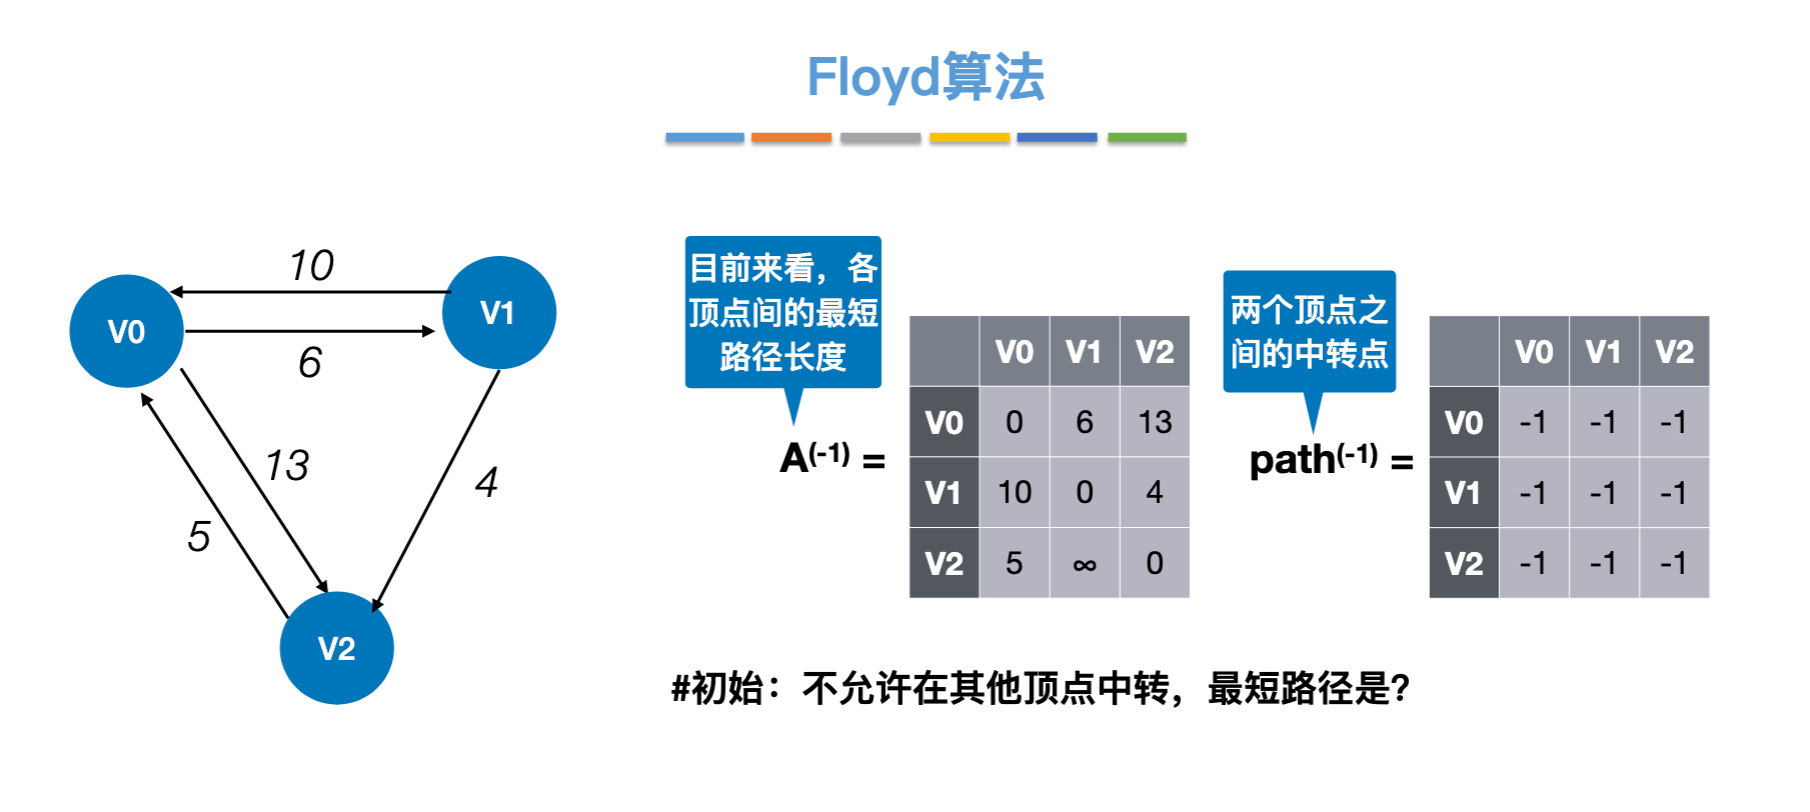 Floyd算法
10
V0
V1
6
13
5
4
V2
目前来看，各
顶点间的最短
路径长度
A(-1) =
V0 V1 V2
V0 0 6 13
V1 10 0 4
V2 5 ∞ 0
两个顶点之
间的中转点
path(-1) =
V0 V1 V2
V0 -1 -1 -1
V1 -1 -1 -1
V2 -1 -1 -1
#初始：不允许在其他顶点中转，最短路径是？